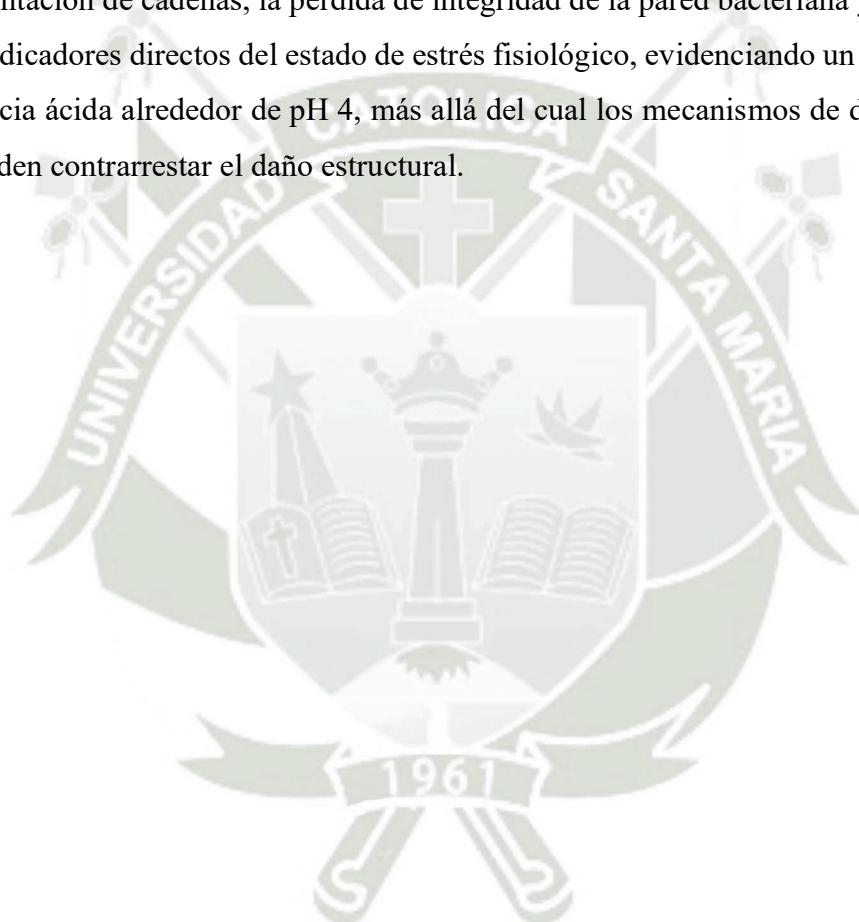 ntación de cadenas, la pérdida de integridad de la pared bacteriana
dicadores directos del estado de estrés fisiológico, evidenciando un
cia ácida alrededor de pH 4, más allá del cual los mecanismos de
den contrarrestar el daño estructural.
UNIVERSIDAD CATOLICA SANTA MARIA
1961